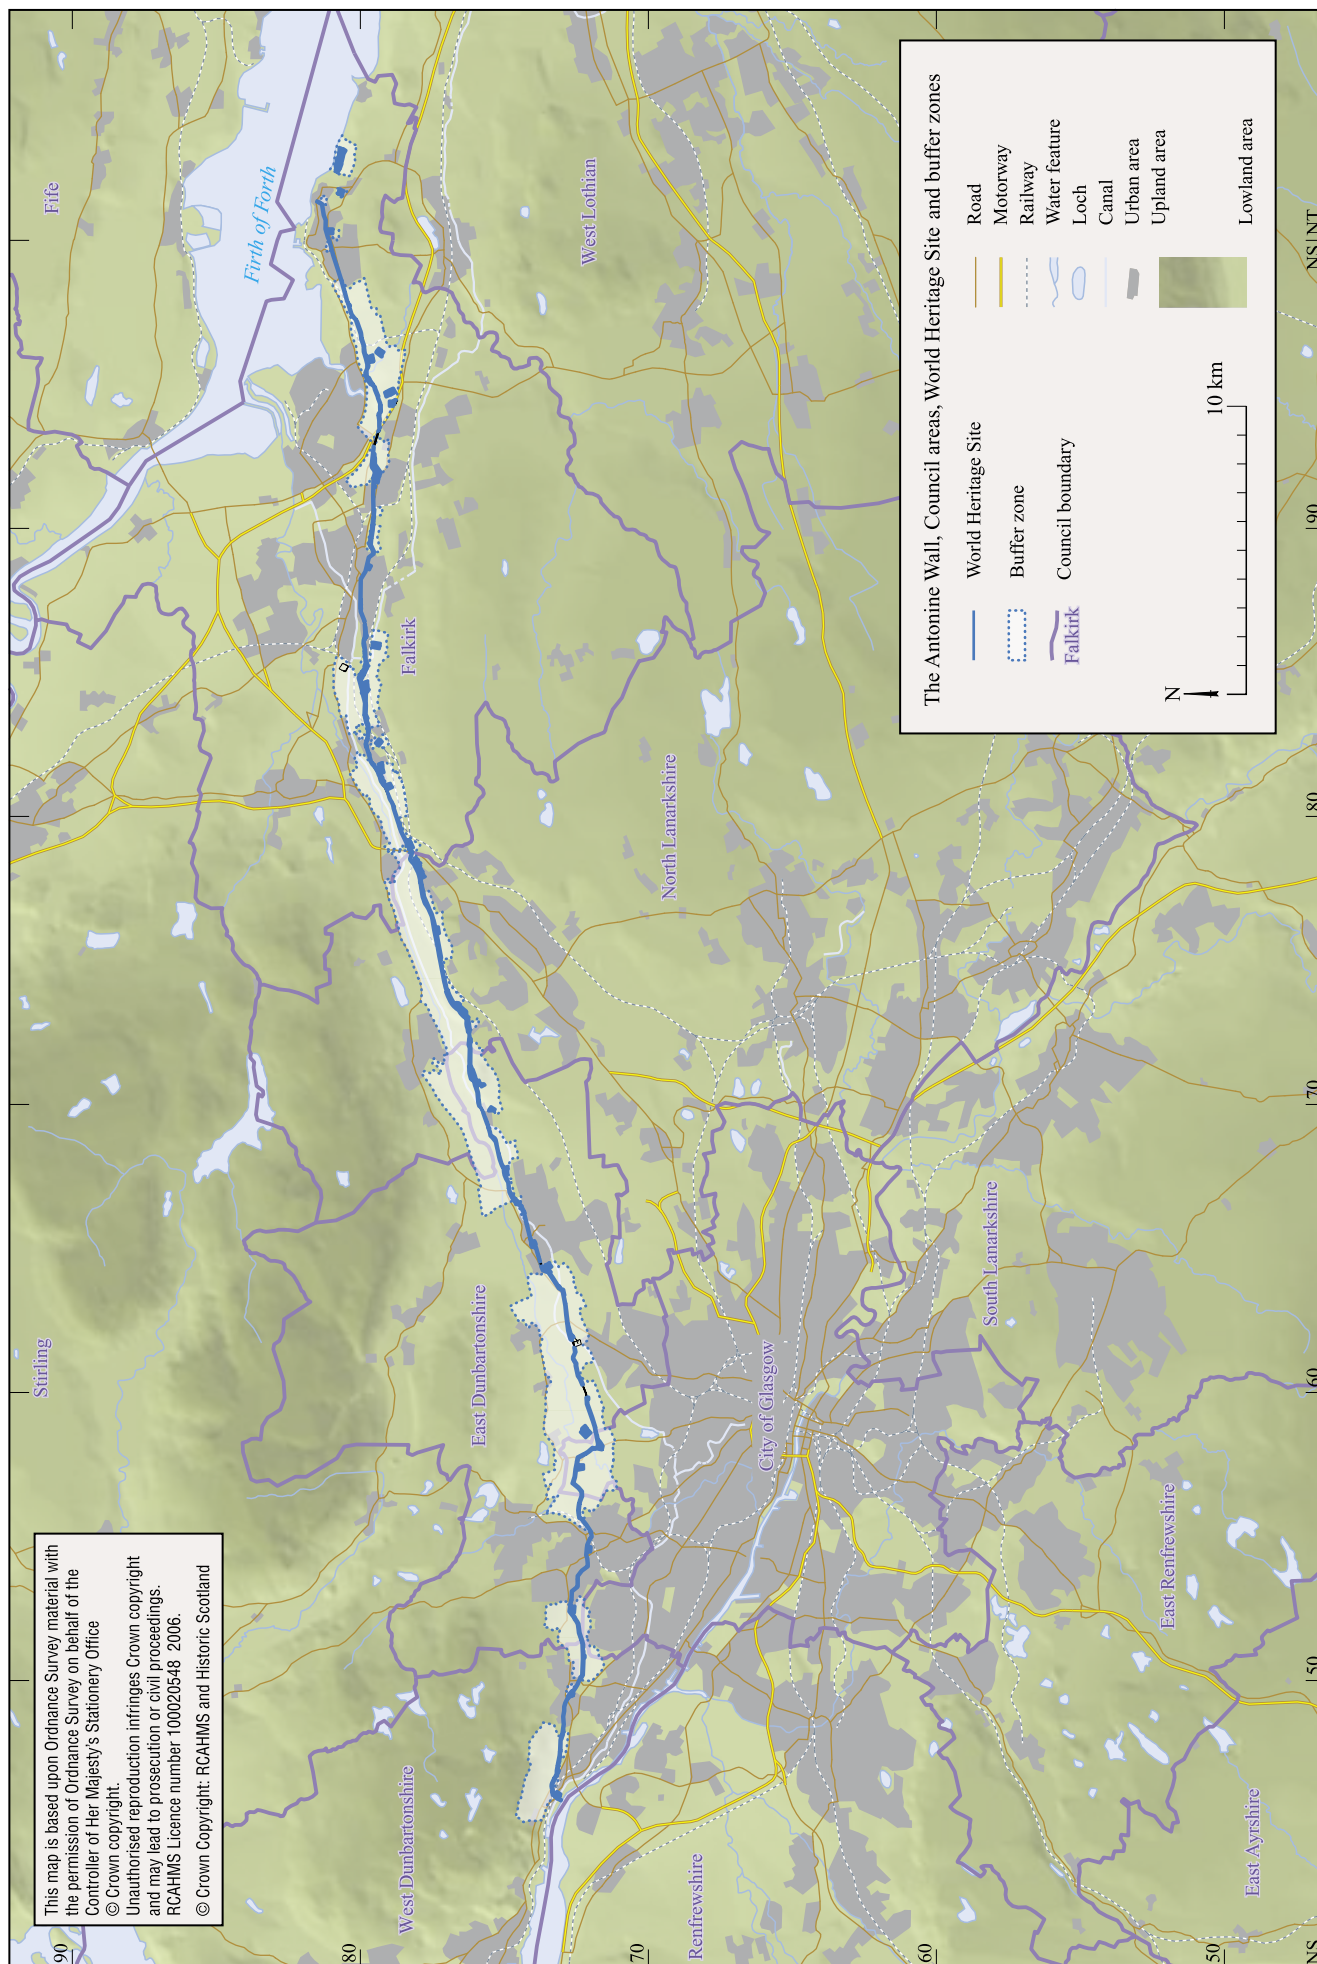 This map is based upon Ordnance Survey material with
the permission of Ordnance Survey on behalf of the
Controller of Her Majesty's Stationery Office
© Crown copyright.
Unauthorised reproduction infringes Crown copyright
and may lead to prosecution or civil proceedings.
RCAHMS Licence number 100020548 2006.
© Crown Copyright: RCAHMS and Historic Scotland
Stirling
Fife
Firth of Forth
West Dunbartonshire
East Dunbartonshire
Falkirk
West Lothian
North Lanarkshire
Renfrewshire
City of Glasgow
South Lanarkshire
East Renfrewshire
East Ayrshire
The Antonine Wall, Council areas, World Heritage Site and buffer zones
World Heritage Site
Buffer zone
Falkirk
Council boundary
Road
Motorway
Railway
Water feature
Loch
Canal
Urban area
Upland area
Lowland area
N
10 km
90
80
70
60
50
NS
50
60
70
80
90
NS|NT